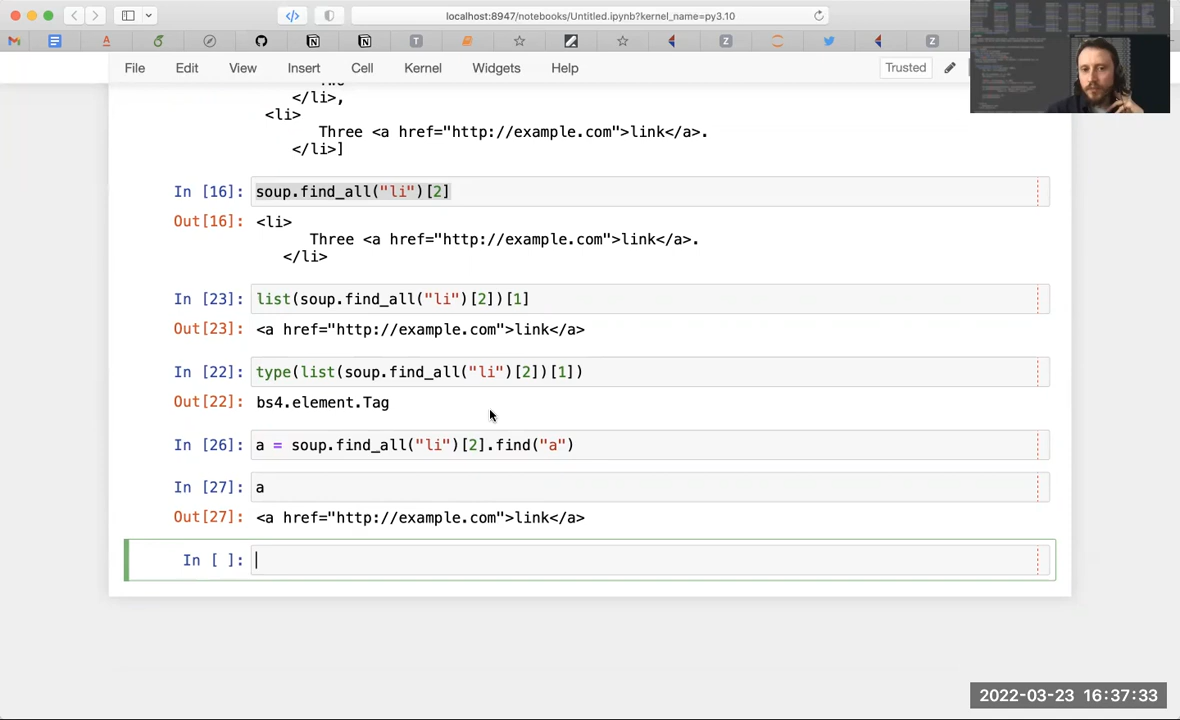 localhost:8947/notebooks/Untitled.ipynb?kernel_name=py3.10
File Edit View Insert Cell Kernel Widgets Help Trusted
</li>,
<li>
Three <a href="http://example.com">link</a>.
</li>]
In [16]: soup.find_all("li")[2]
Out[16]: <li>
Three <a href="http://example.com">link</a>.
</li>
In [23]: list(soup.find_all("li")[2])[1]
Out[23]: <a href="http://example.com">link</a>
In [22]: type(list(soup.find_all("li")[2])[1])
Out[22]: bs4.element.Tag
In [26]: a = soup.find_all("li")[2].find("a")
In [27]: a
Out[27]: <a href="http://example.com">link</a>
In [ ]:
2022-03-23 16:37:33